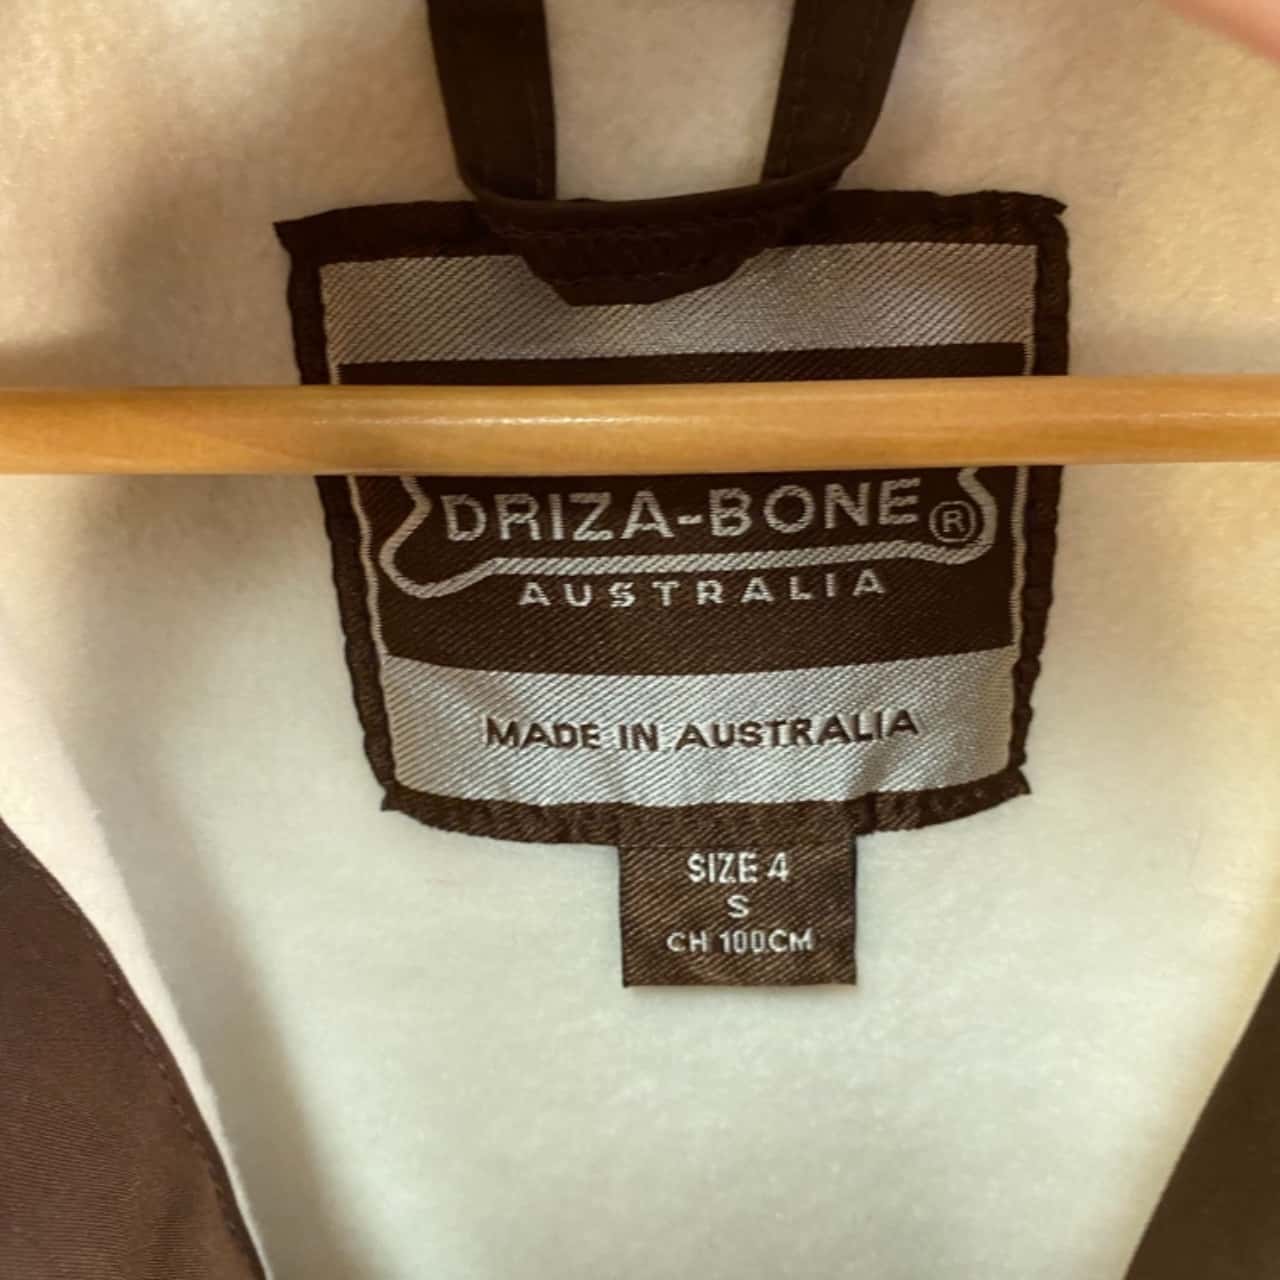 DRIZA-BONE®
AUSTRALIA
MADE IN AUSTRALIA
SIZE 4
S
CH 100CM